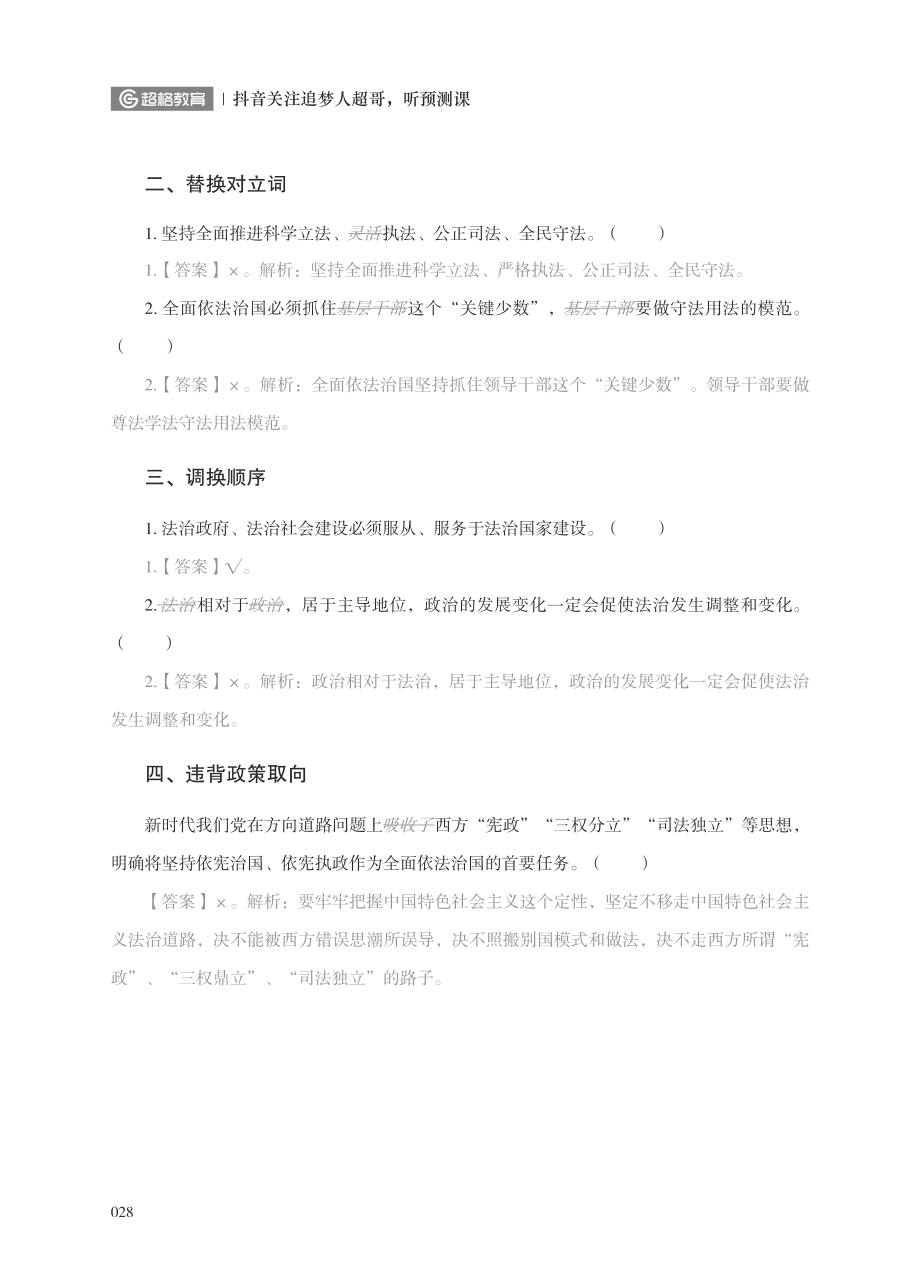 超格教育 | 抖音关注追梦人超哥，听预测课
二、替换对立词
1. 坚持全面推进科学立法、灵活执法、公正司法、全民守法。（　　）
1.【答案】×。解析：坚持全面推进科学立法、严格执法、公正司法、全民守法。
2. 全面依法治国必须抓住基层干部这个“关键少数”，基层干部要做守法用法的模范。
（　　）
2.【答案】×。解析：全面依法治国坚持抓住领导干部这个“关键少数”。领导干部要做
尊法学法守法用法模范。
三、调换顺序
1. 法治政府、法治社会建设必须服从、服务于法治国家建设。（　　）
1.【答案】√。
2. 法治相对于政治，居于主导地位，政治的发展变化一定会促使法治发生调整和变化。
（　　）
2.【答案】×。解析：政治相对于法治，居于主导地位，政治的发展变化一定会促使法治
发生调整和变化。
四、违背政策取向
新时代我们党在方向道路问题上吸收了西方“宪政”“三权分立”“司法独立”等思想，
明确将坚持依宪治国、依宪执政作为全面依法治国的首要任务。（　　）
【答案】×。解析：要牢牢把握中国特色社会主义这个定性，坚定不移走中国特色社会主
义法治道路，决不能被西方错误思潮所误导，决不照搬别国模式和做法，决不走西方所谓“宪
政”、“三权鼎立”、“司法独立”的路子。
028